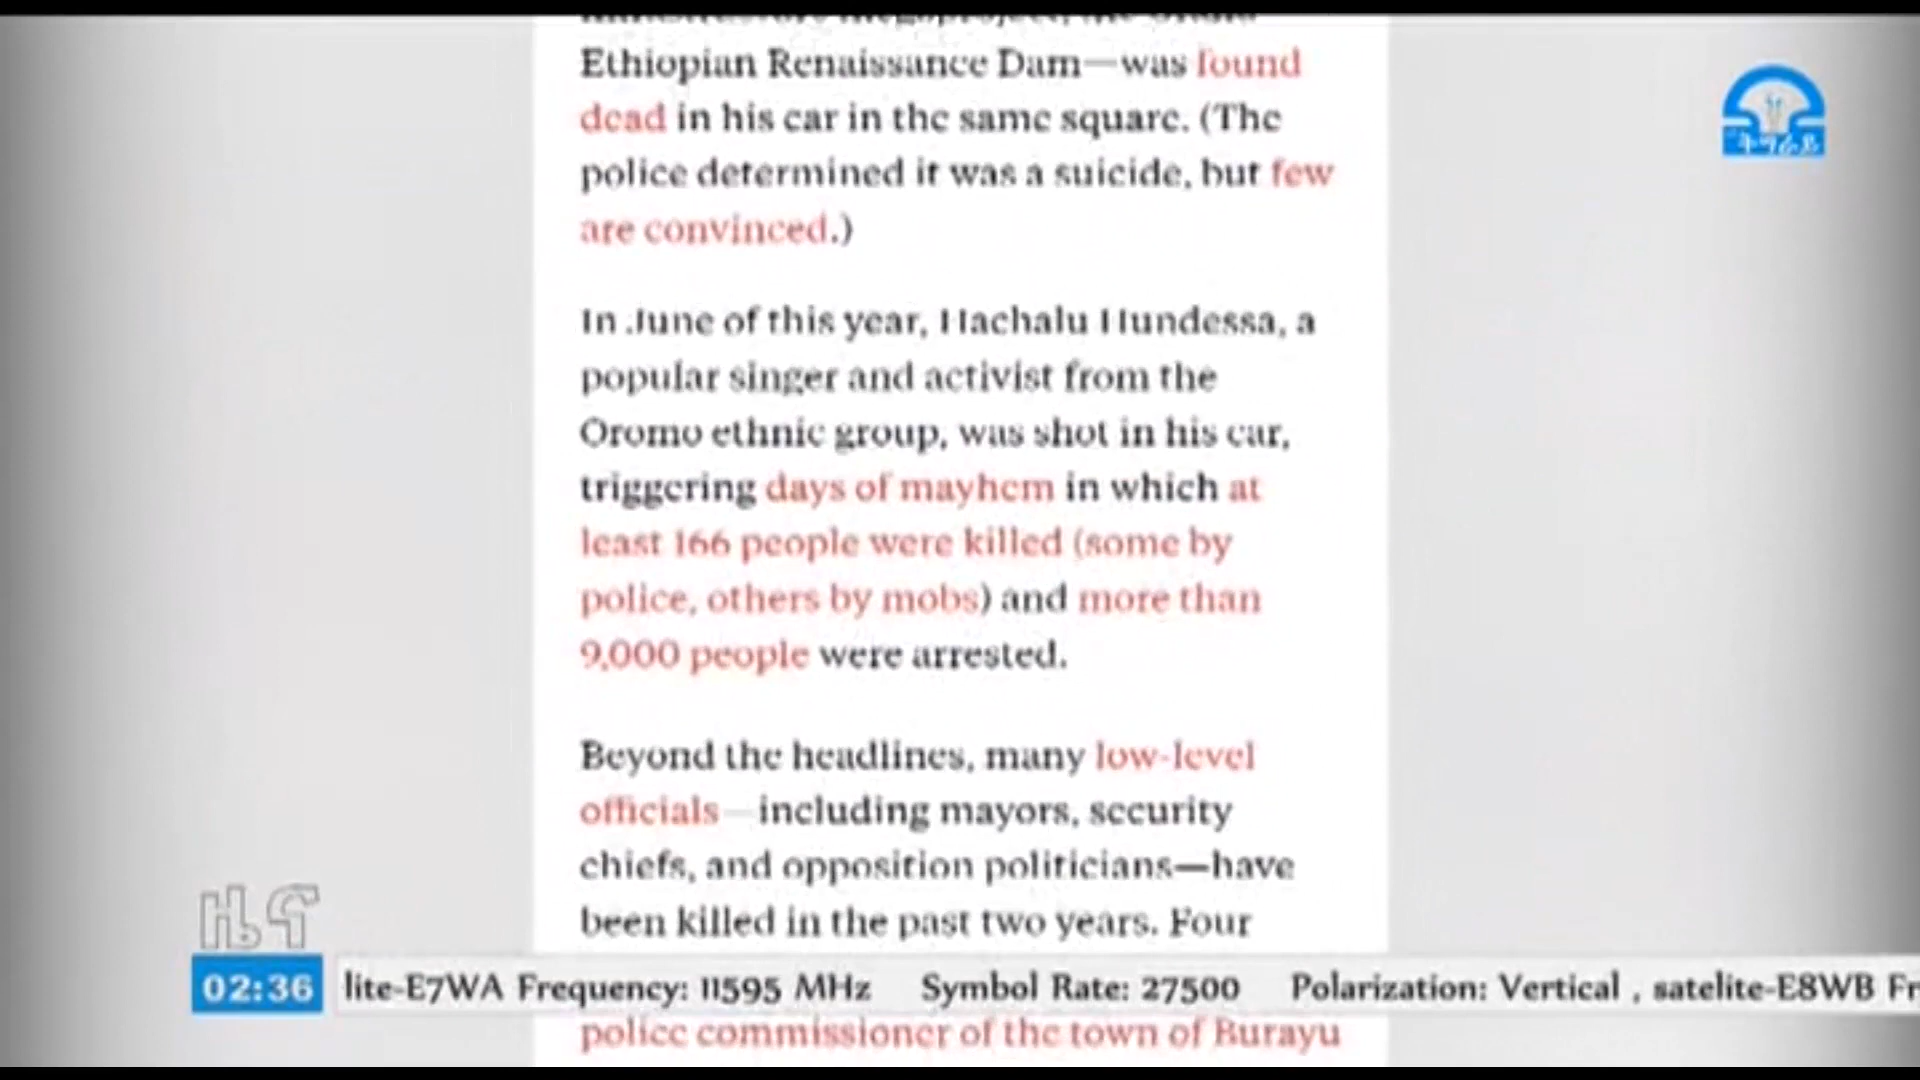 Ethiopian Renaissance Dam—was found
dead in his car in the same square. (The
police determined it was a suicide, but few
are convinced.)
In June of this year, Hachalu Hundessa, a
popular singer and activist from the
Oromo ethnic group, was shot in his car,
triggering days of mayhem in which at
least 166 people were killed (some by
police, others by mobs) and more than
9,000 people were arrested.
Beyond the headlines, many low-level
officials—including mayors, security
chiefs, and opposition politicians—have
been killed in the past two years. Four
police commissioner of the town of Burayu
ትግራይ
ዜና
02:36
lite-E7WA Frequency: 11595 MHz Symbol Rate: 27500 Polarization: Vertical , satelite-E8WB Fr